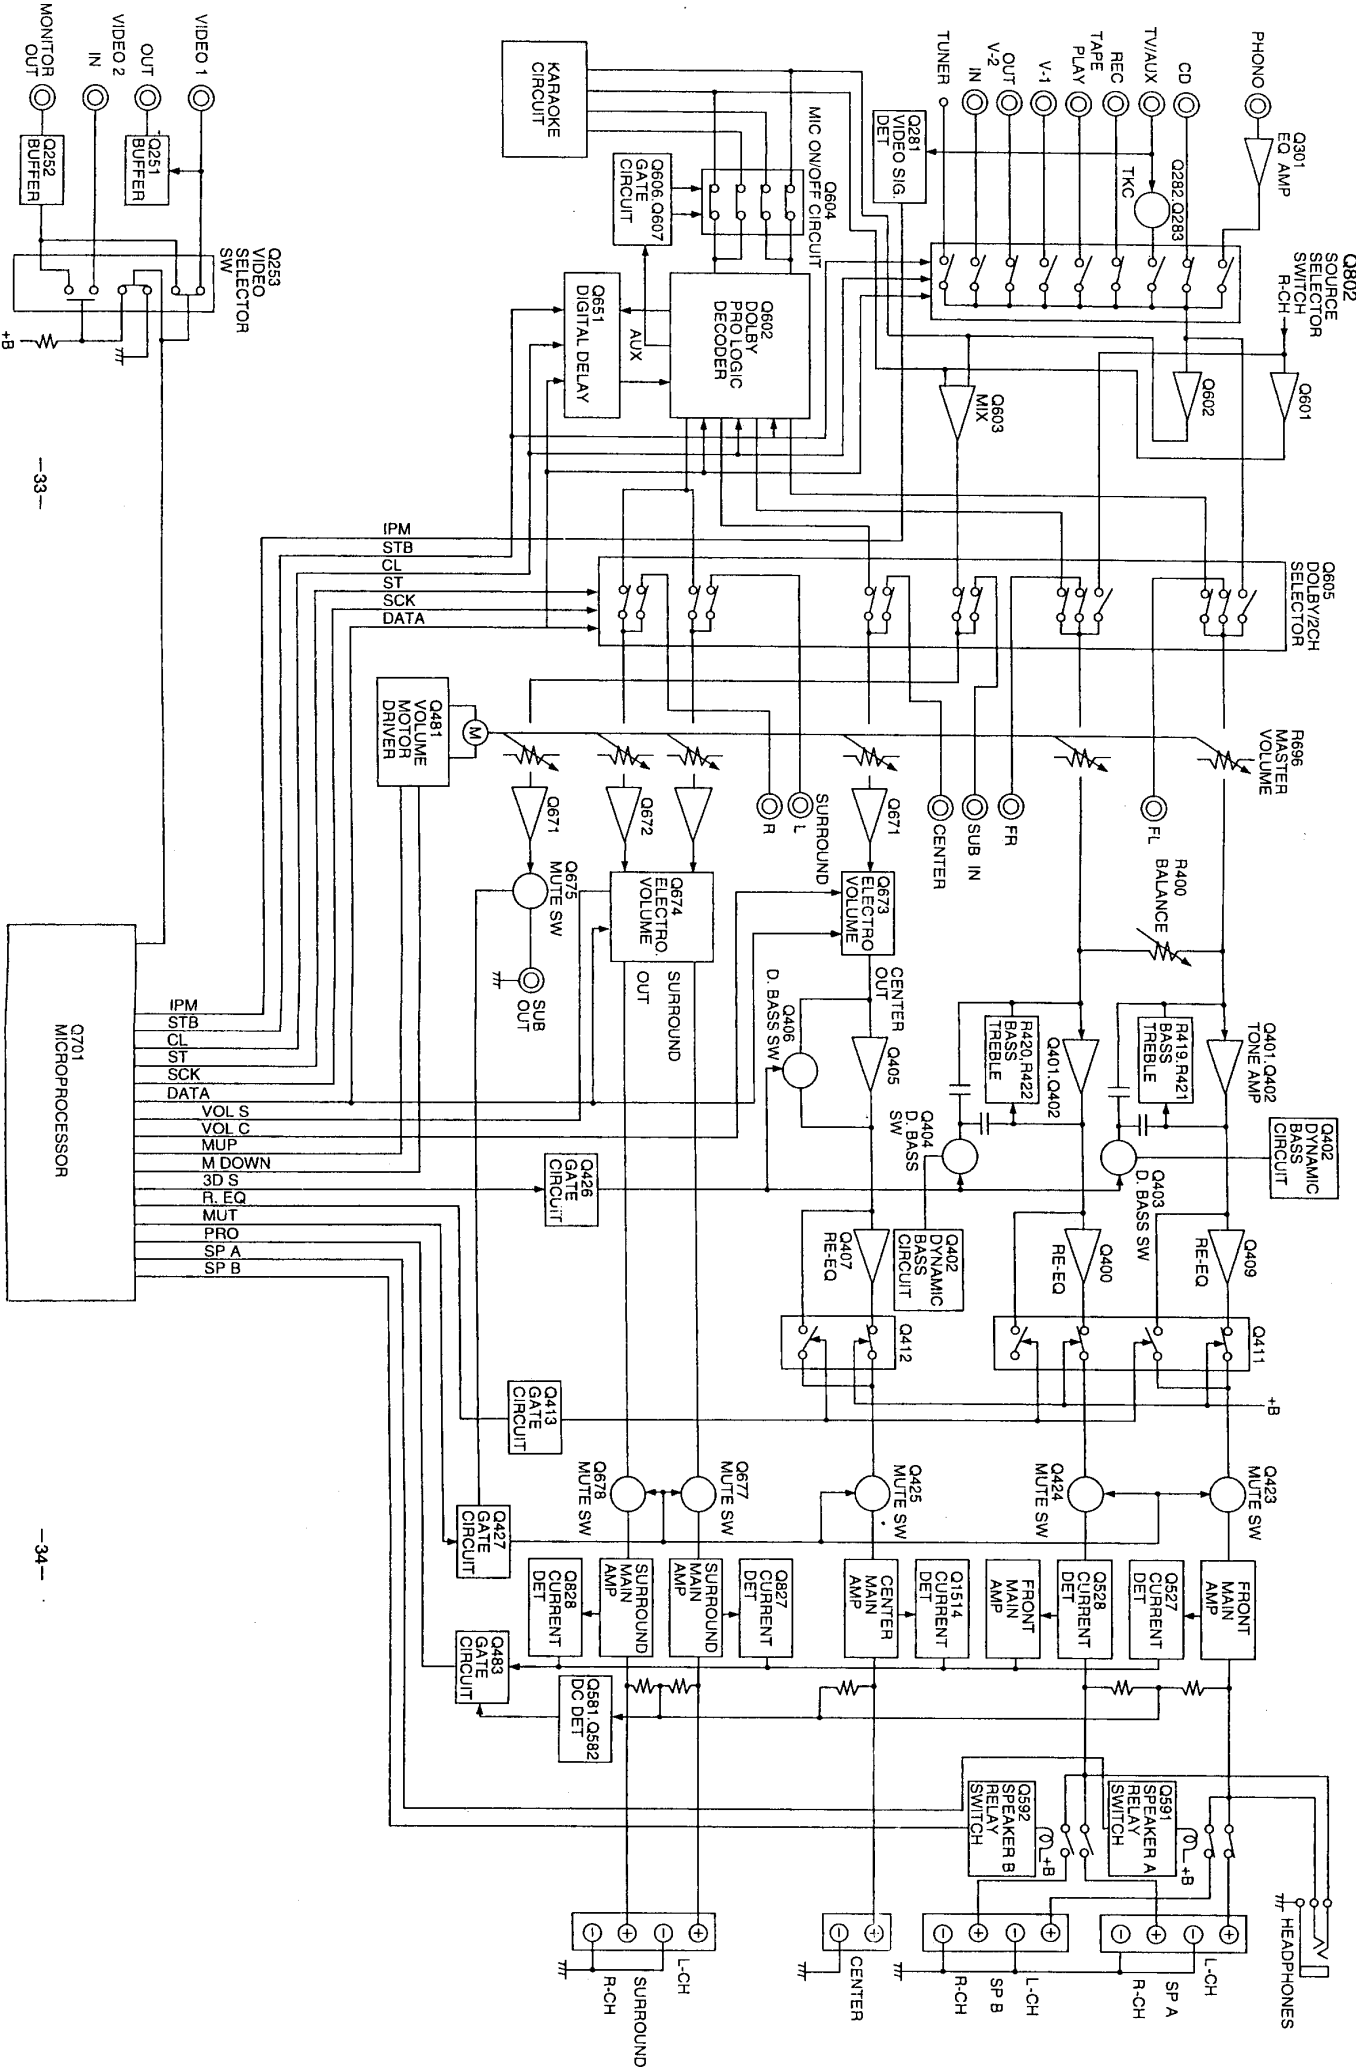 PHONO
Q301
EQ AMP
CD
TV/AUX
TKC
Q282.Q283
REC
TAPE
PLAY
V-1
OUT
V-2
IN
TUNER
Q281
VIDEO SIG.
DET
Q802
SOURCE
SELECTOR
SWITCH
R-CH
Q601
Q602
Q603
MIX
KARAOKE
CIRCUIT
MIC ON/OFF CIRCUIT
Q604
Q606.Q607
GATE
CIRCUIT
Q602
DOLBY
PRO LOGIC
DECODER
AUX
Q651
DIGITAL DELAY
VIDEO 1
OUT
VIDEO 2
IN
MONITOR
OUT
Q251
BUFFER
Q252
BUFFER
Q253
VIDEO
SELECTOR
SW
+B
—33—
IPM
STB
CL
ST
SCK
DATA
Q605
DOLBY/2CH
SELECTOR
Q481
VOLUME
MOTOR
DRIVER
M
R696
MASTER
VOLUME
Q671
Q672
R
L
SURROUND
Q671
CENTER
SUB IN
FR
FL
Q675
MUTE SW
SUB
OUT
Q674
ELECTRO.
VOLUME
SURROUND
OUT
Q673
ELECTRO
VOLUME
CENTER
OUT
R400
BALANCE
Q701
MICROPROCESSOR
IPM
STB
CL
ST
SCK
DATA
VOL S
VOL C
MUP
M DOWN
3D S
R. EQ
MUT
PRO
SP A
SP B
Q406
D. BASS SW
Q405
R420.R422
BASS
TREBLE
Q401.Q402
R419.R421
BASS
TREBLE
Q401.Q402
TONE AMP
Q404
D. BASS
SW
Q403
D. BASS SW
Q402
DYNAMIC
BASS
CIRCUIT
Q426
GATE
CIRCUIT
Q402
DYNAMIC
BASS
CIRCUIT
Q407
RE-EQ
Q400
RE-EQ
Q409
RE-EQ
Q412
Q411
+B
Q413
GATE
CIRCUIT
Q427
GATE
CIRCUIT
Q678
MUTE SW
Q677
MUTE SW
Q425
MUTE SW
Q424
MUTE SW
Q423
MUTE SW
—34—
Q828
CURRENT
DET
SURROUND
MAIN
AMP
SURROUND
MAIN
AMP
Q827
CURRENT
DET
CENTER
MAIN
AMP
Q1514
CURRENT
DET
FRONT
MAIN
AMP
Q528
CURRENT
DET
Q527
CURRENT
DET
FRONT
MAIN
AMP
Q483
GATE
CIRCUIT
Q581.Q582
DC DET
Q592
SPEAKER B
RELAY
SWITCH
+B
Q591
SPEAKER A
RELAY
SWITCH
+B
HEADPHONES
L-CH
SP A
R-CH
L-CH
SP B
R-CH
CENTER
L-CH
SURROUND
R-CH